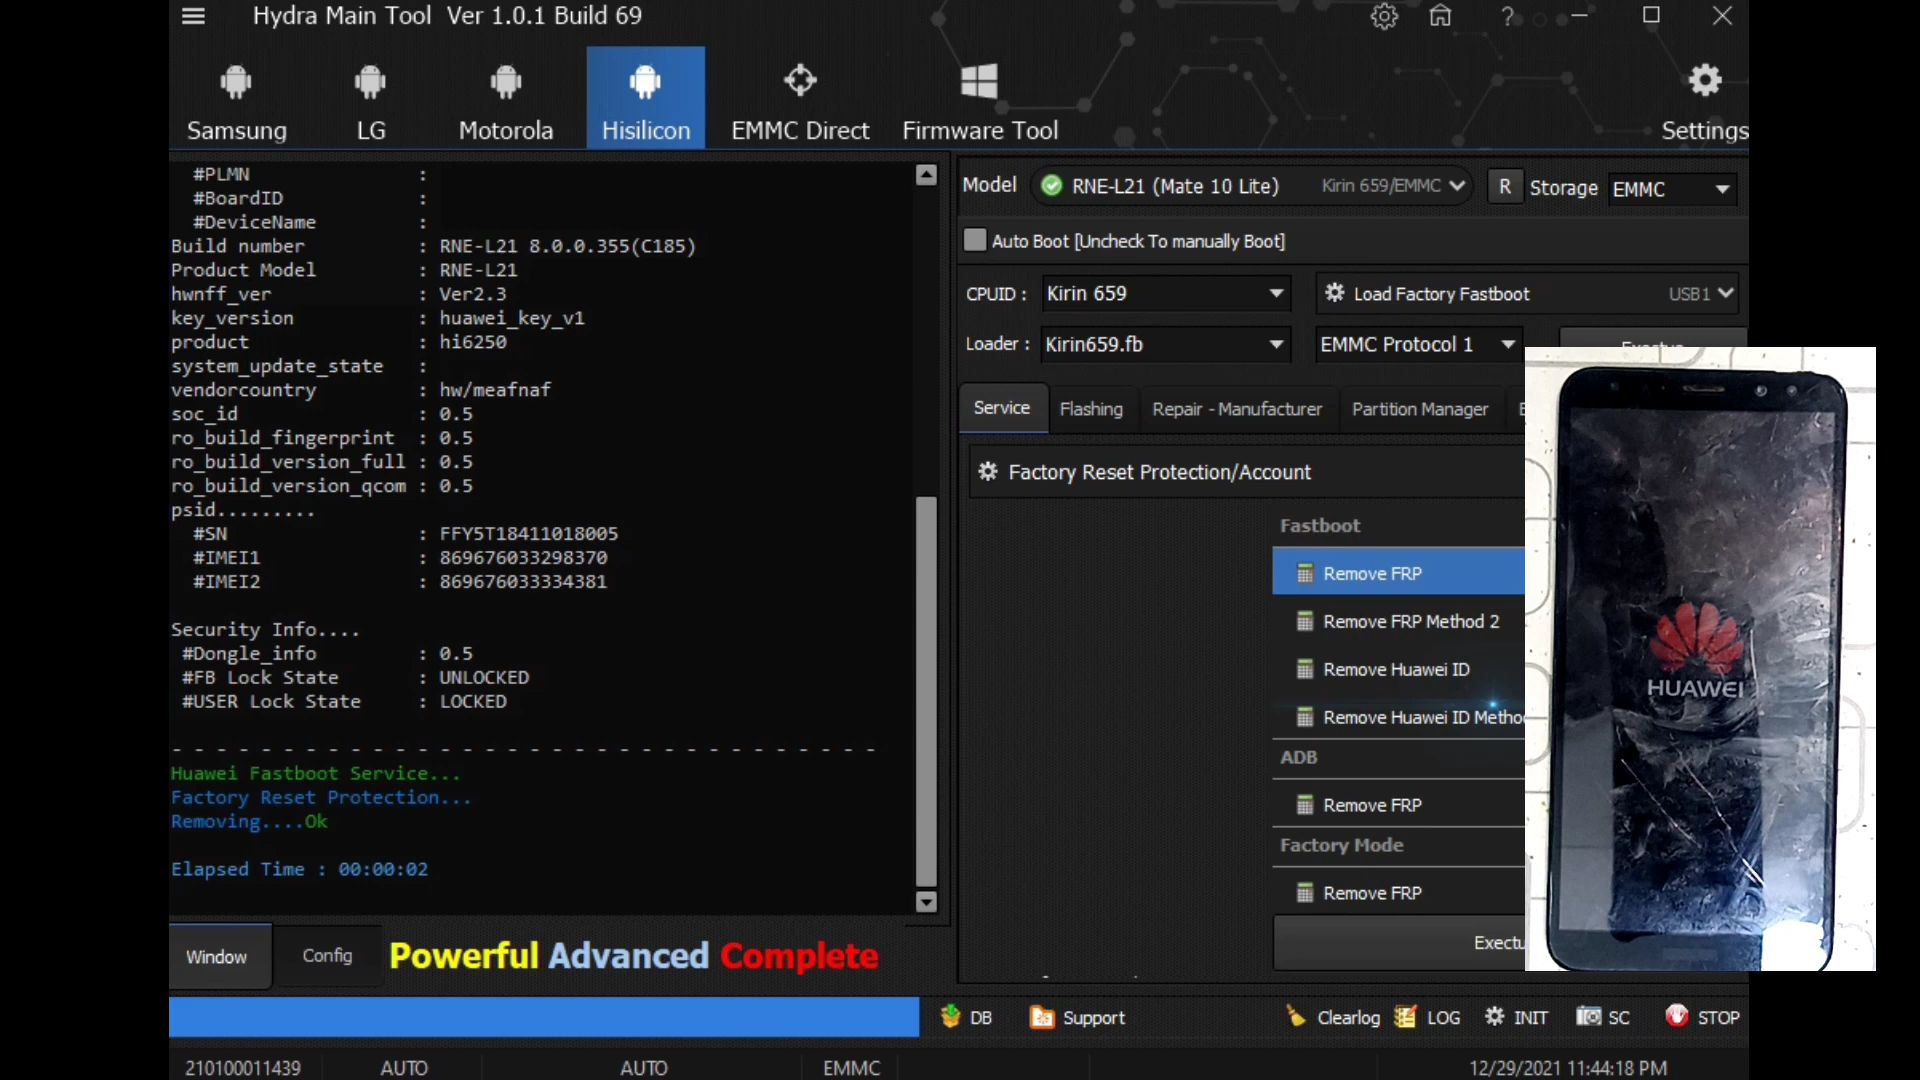 Hydra Main Tool Ver 1.0.1 Build 69
?
Samsung
LG
Motorola
Hisilicon
EMMC Direct
Firmware Tool
Settings
#PLMN :
#BoardID :
#DeviceName :
Build number : RNE-L21 8.0.0.355(C185)
Product Model : RNE-L21
hwnff_ver : Ver2.3
key_version : huawei_key_v1
product : hi6250
system_update_state :
vendorcountry : hw/meafnaf
soc_id : 0.5
ro_build_fingerprint : 0.5
ro_build_version_full : 0.5
ro_build_version_qcom : 0.5
psid.........
#SN : FFY5T18411018005
#IMEI1 : 869676033298370
#IMEI2 : 869676033334381
Security Info....
#Dongle_info : 0.5
#FB Lock State : UNLOCKED
#USER Lock State : LOCKED
- - - - - - - - - - - - - - - - - - - - - - - - - - - - - - - -
Huawei Fastboot Service...
Factory Reset Protection...
Removing....Ok
Elapsed Time : 00:00:02
Window
Config
Powerful Advanced Complete
Model RNE-L21 (Mate 10 Lite) Kirin 659/EMMC R Storage EMMC
Auto Boot [Uncheck To manually Boot]
CPUID : Kirin 659 Load Factory Fastboot USB1
Loader : Kirin659.fb EMMC Protocol 1
Service Flashing Repair - Manufacturer Partition Manager
Factory Reset Protection/Account
Fastboot
Remove FRP
Remove FRP Method 2
Remove Huawei ID
Remove Huawei ID Metho
ADB
Remove FRP
Factory Mode
Remove FRP
Exectu
HUAWEI
DB Support Clearlog LOG INIT SC STOP
210100011439 AUTO AUTO EMMC 12/29/2021 11:44:18 PM